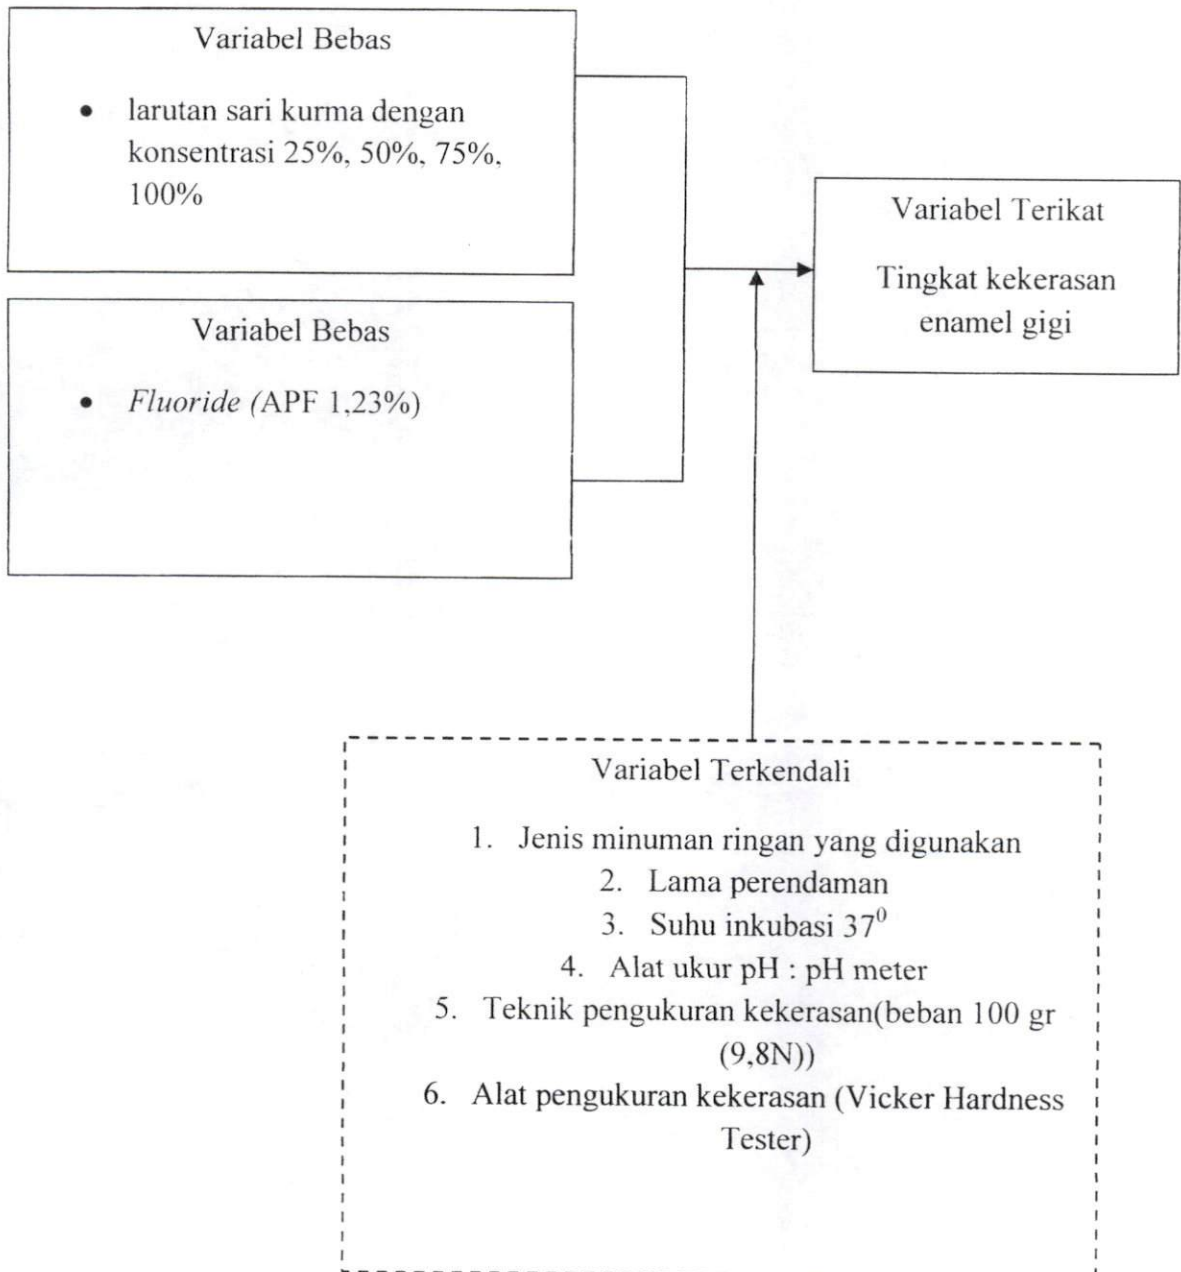 Variabel Bebas
• larutan sari kurma dengan
konsentrasi 25%, 50%, 75%,
100%
Variabel Bebas
• Fluoride (APF 1,23%)
Variabel Terikat
Tingkat kekerasan
enamel gigi
Variabel Terkendali
1. Jenis minuman ringan yang digunakan
2. Lama perendaman
3. Suhu inkubasi 37⁰
4. Alat ukur pH : pH meter
5. Teknik pengukuran kekerasan(beban 100 gr
(9,8N))
6. Alat pengukuran kekerasan (Vicker Hardness
Tester)